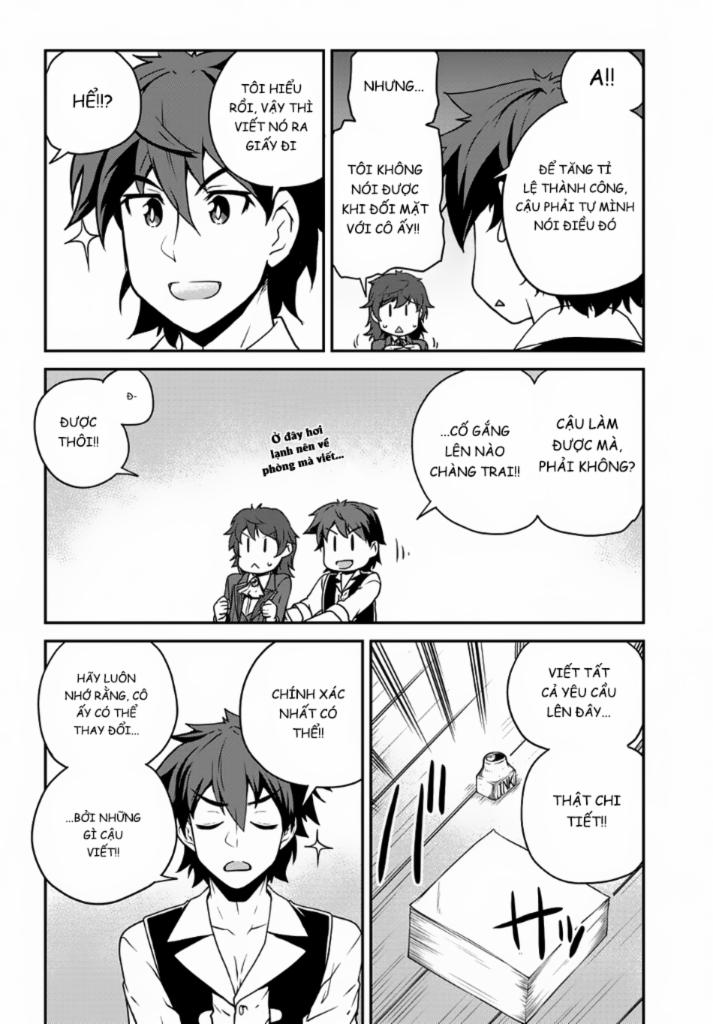 A!!
ĐỂ TĂNG TỈ
LỆ THÀNH CÔNG,
CẬU PHẢI TỰ MÌNH
NÓI ĐIỀU ĐÓ
NHƯNG...
TÔI KHÔNG
NÓI ĐƯỢC
KHI ĐỐI MẶT
VỚI CÔ ẤY!!
TÔI HIỂU
RỒI, VẬY THÌ
VIẾT NÓ RA
GIẤY ĐI
HỂ!!?
CẬU LÀM
ĐƯỢC MÀ,
PHẢI KHÔNG?
...CỐ GẮNG
LÊN NÀO
CHÀNG TRAI!!
Ở đây hơi
lạnh nên về
phòng mà viết...
Đ-
ĐƯỢC
THÔI!!
VIẾT TẤT
CẢ YÊU CẦU
LÊN ĐÂY...
THẬT CHI
TIẾT!!
INK
CHÍNH XÁC
NHẤT CÓ
THỂ!!
HÃY LUÔN
NHỚ RẰNG, CÔ
ẤY CÓ THỂ
THAY ĐỔI...
...BỞI NHỮNG
GÌ CẬU
VIẾT!!